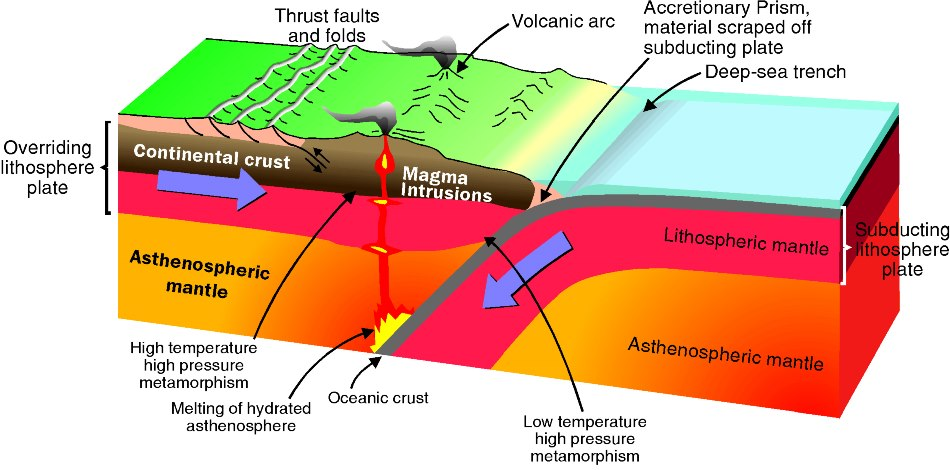 Thrust faults
and folds
Volcanic arc
Accretionary Prism,
material scraped off
subducting plate
Deep-sea trench
Overriding
lithosphere
plate
Continental crust
Magma
Intrusions
Lithospheric mantle
Subducting
lithosphere
plate
Asthenospheric
mantle
Asthenospheric mantle
High temperature
high pressure
metamorphism
Melting of hydrated
asthenosphere
Oceanic crust
Low temperature
high pressure
metamorphism